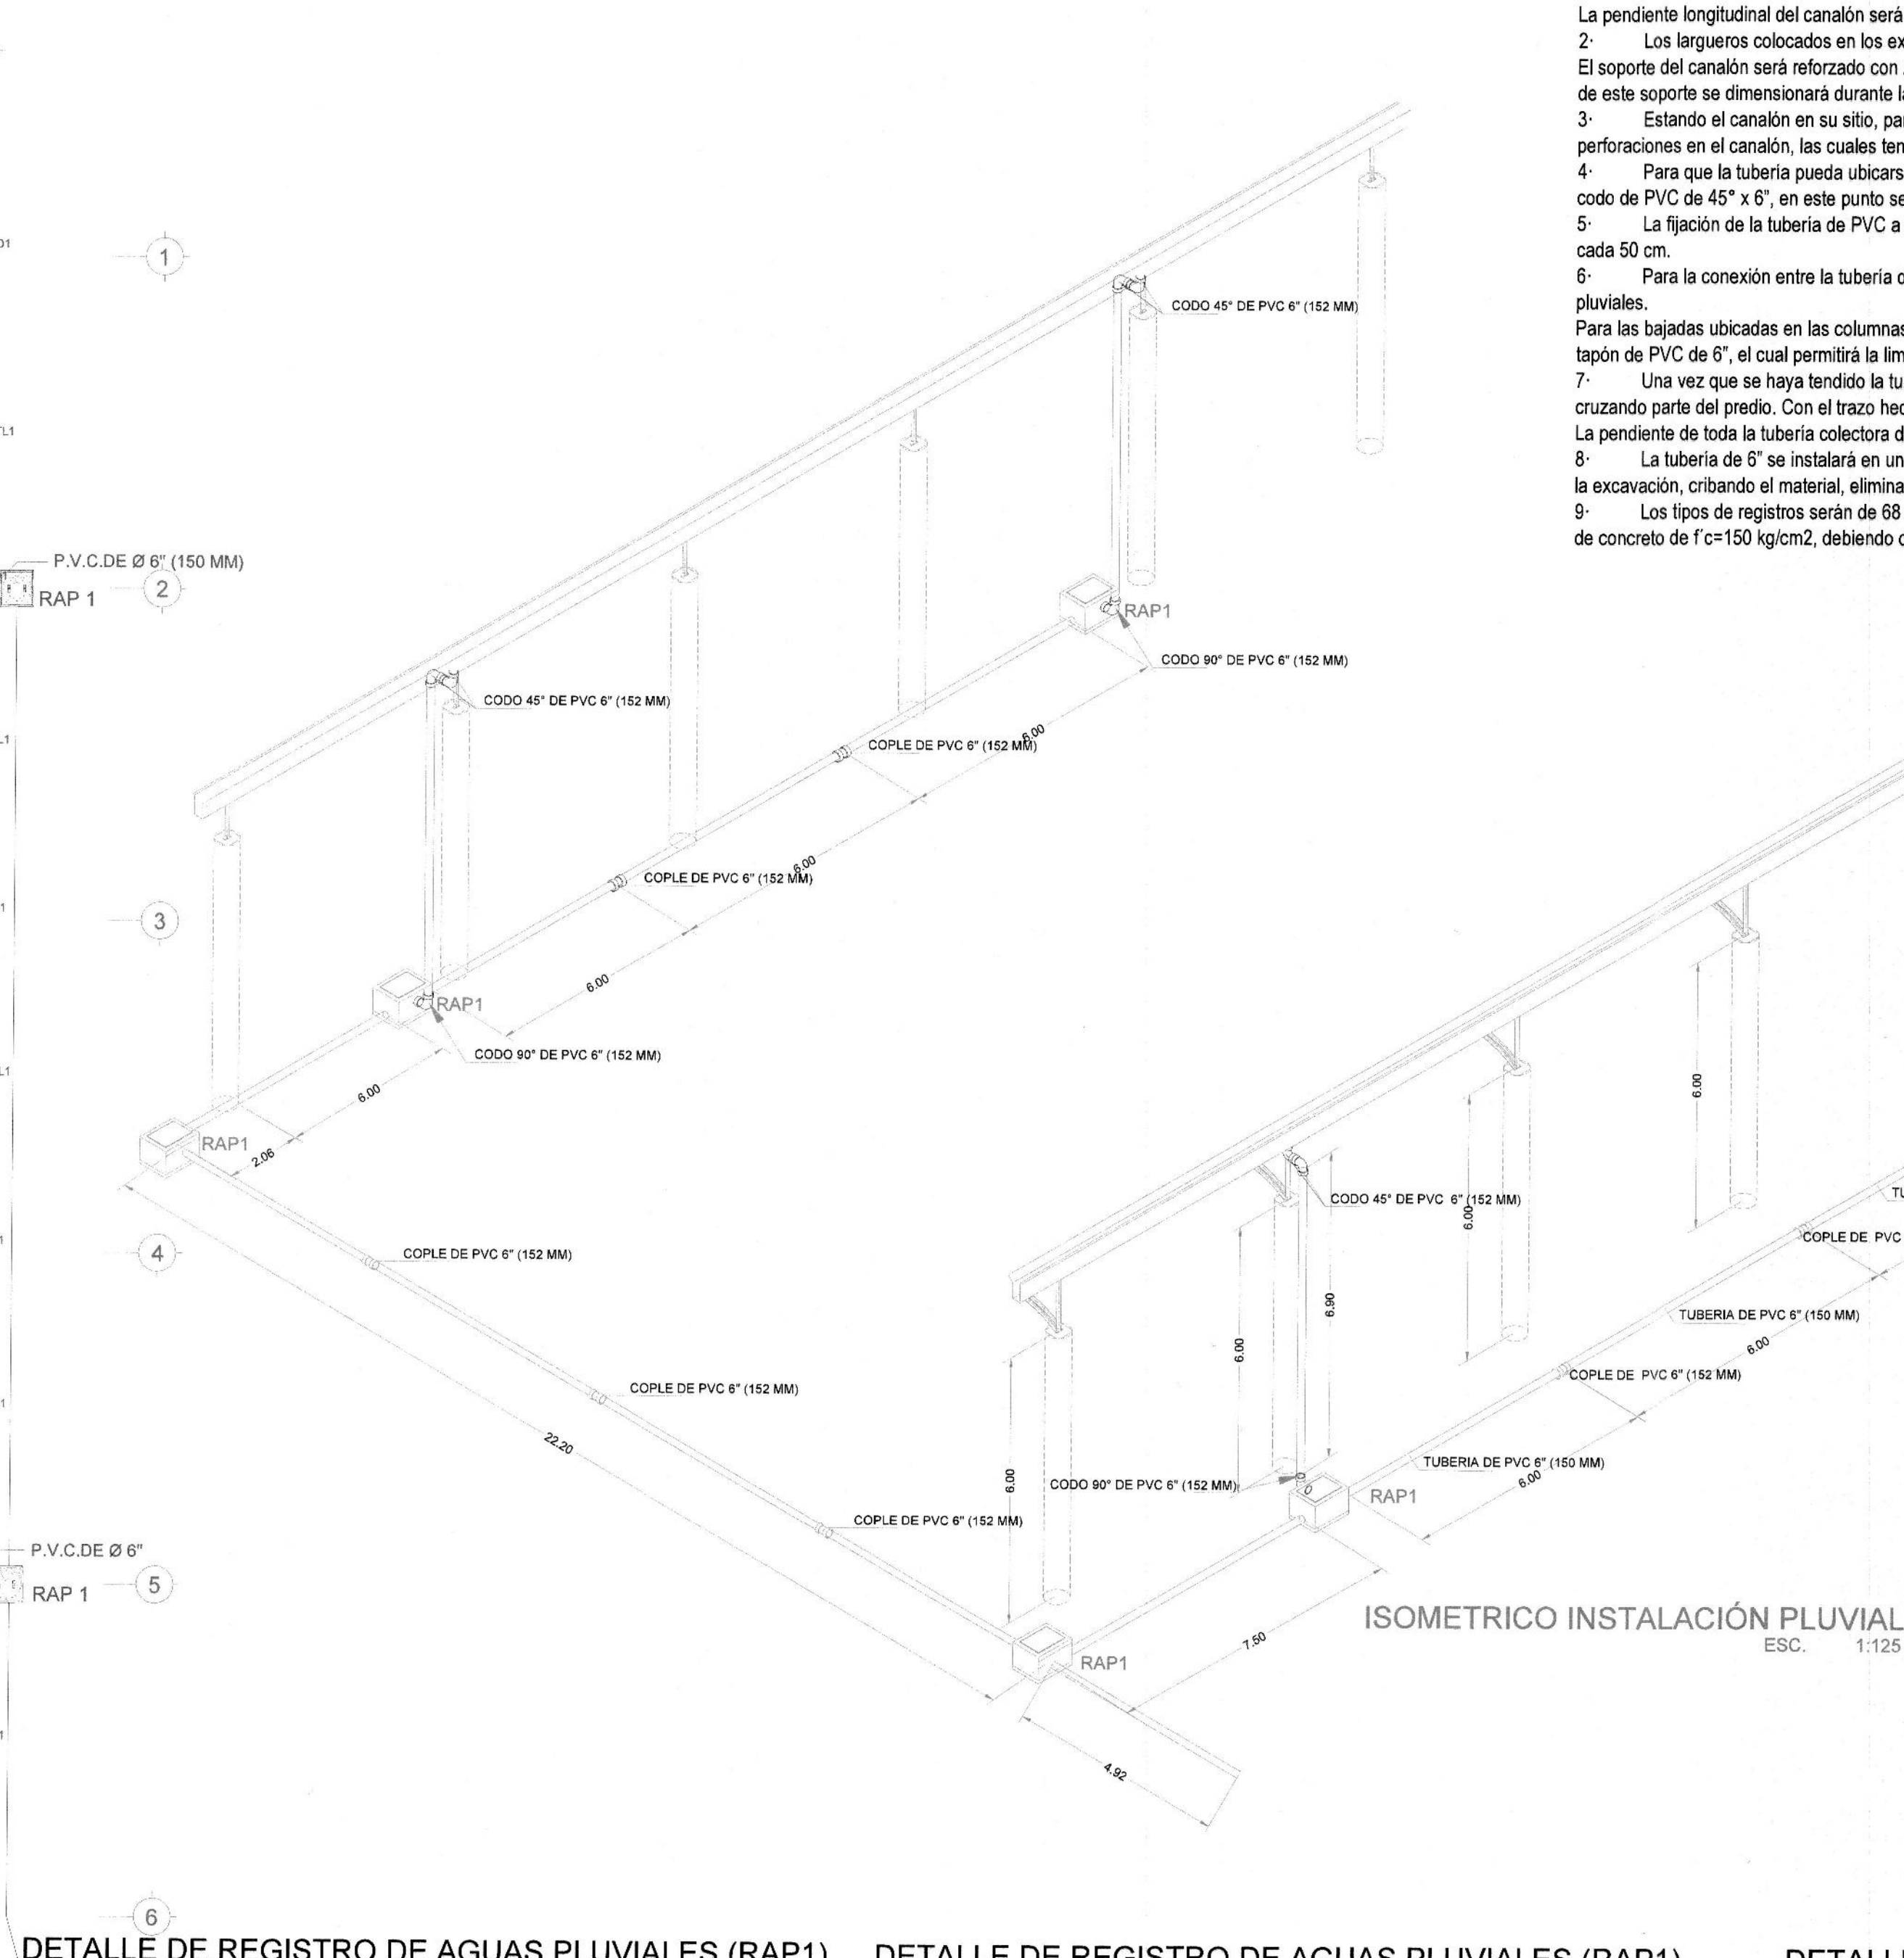 La pendiente longitudinal del canalón será
2· Los largueros colocados en los ex
El soporte del canalón será reforzado con
de este soporte se dimensionará durante l
3· Estando el canalón en su sitio, par
perforaciones en el canalón, las cuales ten
4· Para que la tubería pueda ubicars
codo de PVC de 45° x 6", en este punto se
5· La fijación de la tubería de PVC a
cada 50 cm.
6· Para la conexión entre la tubería
pluviales.
Para las bajadas ubicadas en las columnas
tapón de PVC de 6", el cual permitirá la lim
7· Una vez que se haya tendido la tu
cruzando parte del predio. Con el trazo hec
La pendiente de toda la tubería colectora d
8· La tubería de 6" se instalará en un
la excavación, cribando el material, elimina
9· Los tipos de registros serán de 68
de concreto de f´c=150 kg/cm2, debiendo
1
CODO 45° DE PVC 6" (152 MM)
P.V.C.DE Ø 6" (150 MM)
RAP 1
2
RAP1
CODO 90° DE PVC 6" (152 MM)
CODO 45° DE PVC 6" (152 MM)
COPLE DE PVC 6" (152 MM)
6.00
COPLE DE PVC 6" (152 MM)
6.00
3
6.00
RAP1
CODO 90° DE PVC 6" (152 MM)
6.00
RAP1
2.06
4
COPLE DE PVC 6" (152 MM)
COPLE DE PVC 6" (152 MM)
22.20
COPLE DE PVC 6" (152 MM)
6.00
6.00
CODO 45° DE PVC 6" (152 MM)
6.00
6.90
COPLE DE PVC
TUBERIA DE PVC 6" (150 MM)
6.00
COPLE DE PVC 6" (152 MM)
TUBERIA DE PVC 6" (150 MM)
6.00
6.00
CODO 90° DE PVC 6" (152 MM)
RAP1
P.V.C.DE Ø 6"
RAP 1
5
7.50
RAP1
4.92
ISOMETRICO INSTALACIÓN PLUVIAL
ESC. 1:125
6
DETALLE DE REGISTRO DE AGUAS PLUVIALES (RAP1)
DETALLE DE REGISTRO DE AGUAS PLUVIALES (RAP1)